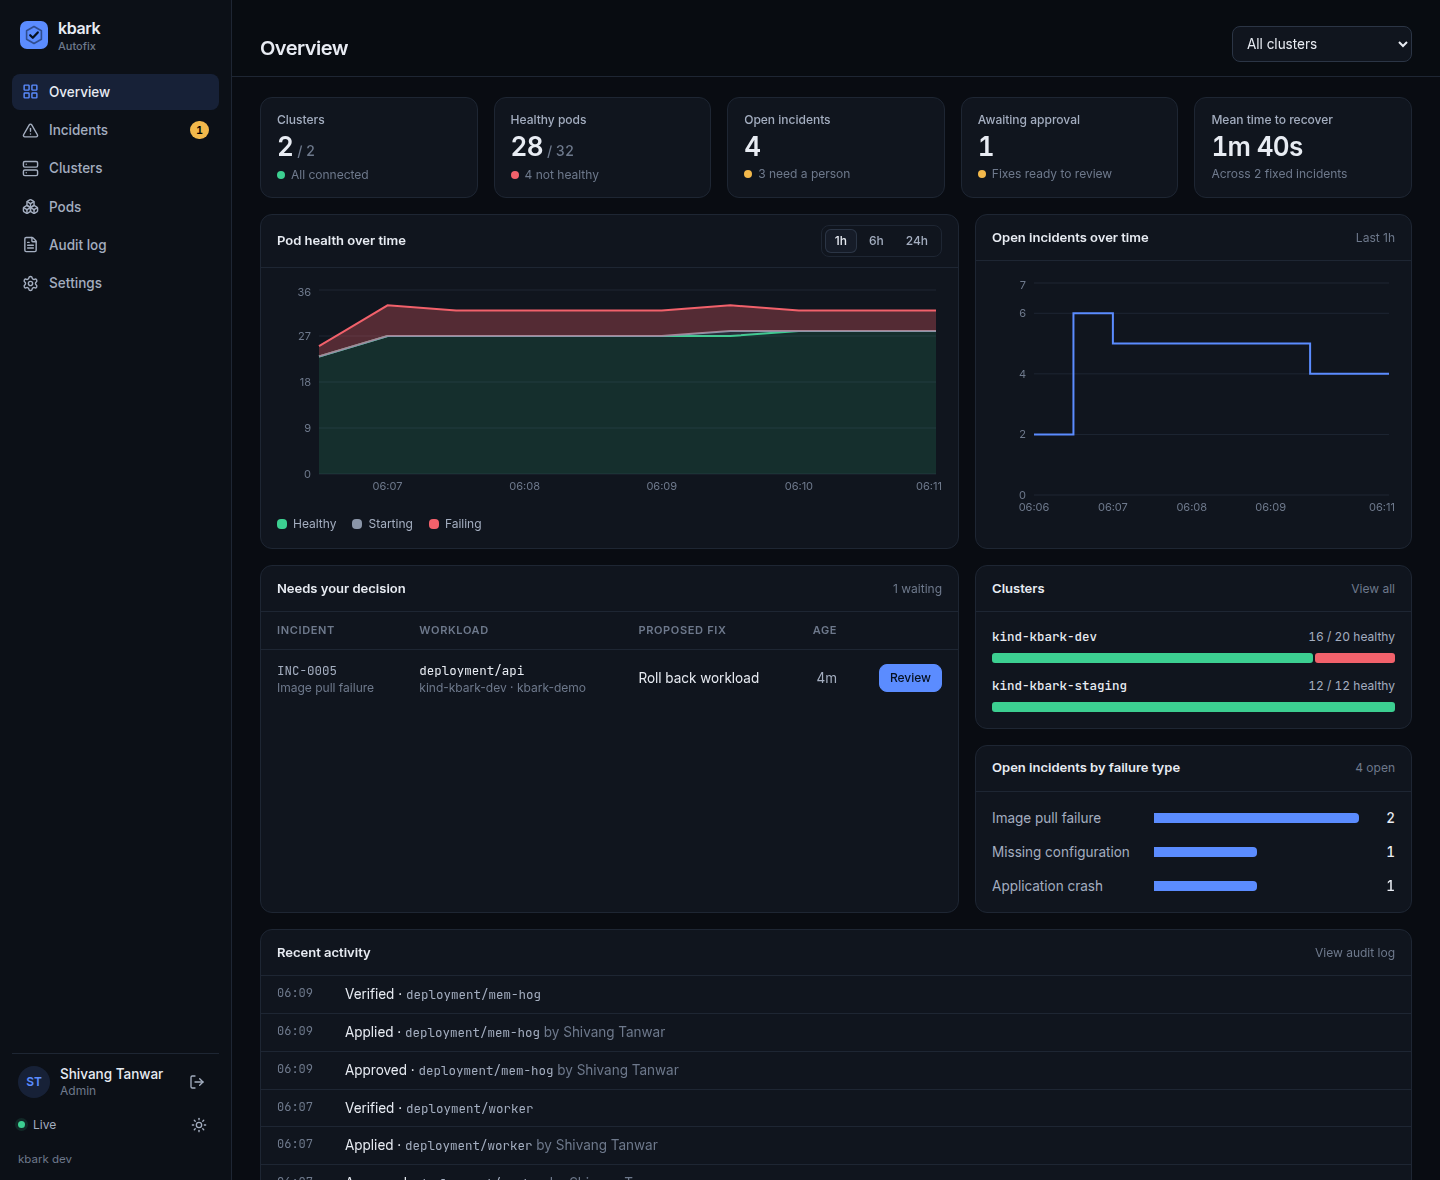 kbark
Autofix
Overview
Incidents 1
Clusters
Pods
Audit log
Settings
ST
Shivang Tanwar
Admin
Live
kbark dev
Overview
All clusters
Clusters
2 / 2
All connected
Healthy pods
28 / 32
4 not healthy
Open incidents
4
3 need a person
Awaiting approval
1
Fixes ready to review
Mean time to recover
1m 40s
Across 2 fixed incidents
Pod health over time
1h 6h 24h
36
27
18
9
0
06:07 06:08 06:09 06:10 06:11
Healthy Starting Failing
Open incidents over time Last 1h
7
6
4
2
0
06:06 06:07 06:08 06:09 06:11
Needs your decision 1 waiting
INCIDENT WORKLOAD PROPOSED FIX AGE
INC-0005 deployment/api Roll back workload 4m Review
Image pull failure kind-kbark-dev · kbark-demo
Clusters View all
kind-kbark-dev 16 / 20 healthy
kind-kbark-staging 12 / 12 healthy
Open incidents by failure type 4 open
Image pull failure 2
Missing configuration 1
Application crash 1
Recent activity View audit log
06:09 Verified · deployment/mem-hog
06:09 Applied · deployment/mem-hog by Shivang Tanwar
06:09 Approved · deployment/mem-hog by Shivang Tanwar
06:07 Verified · deployment/worker
06:07 Applied · deployment/worker by Shivang Tanwar